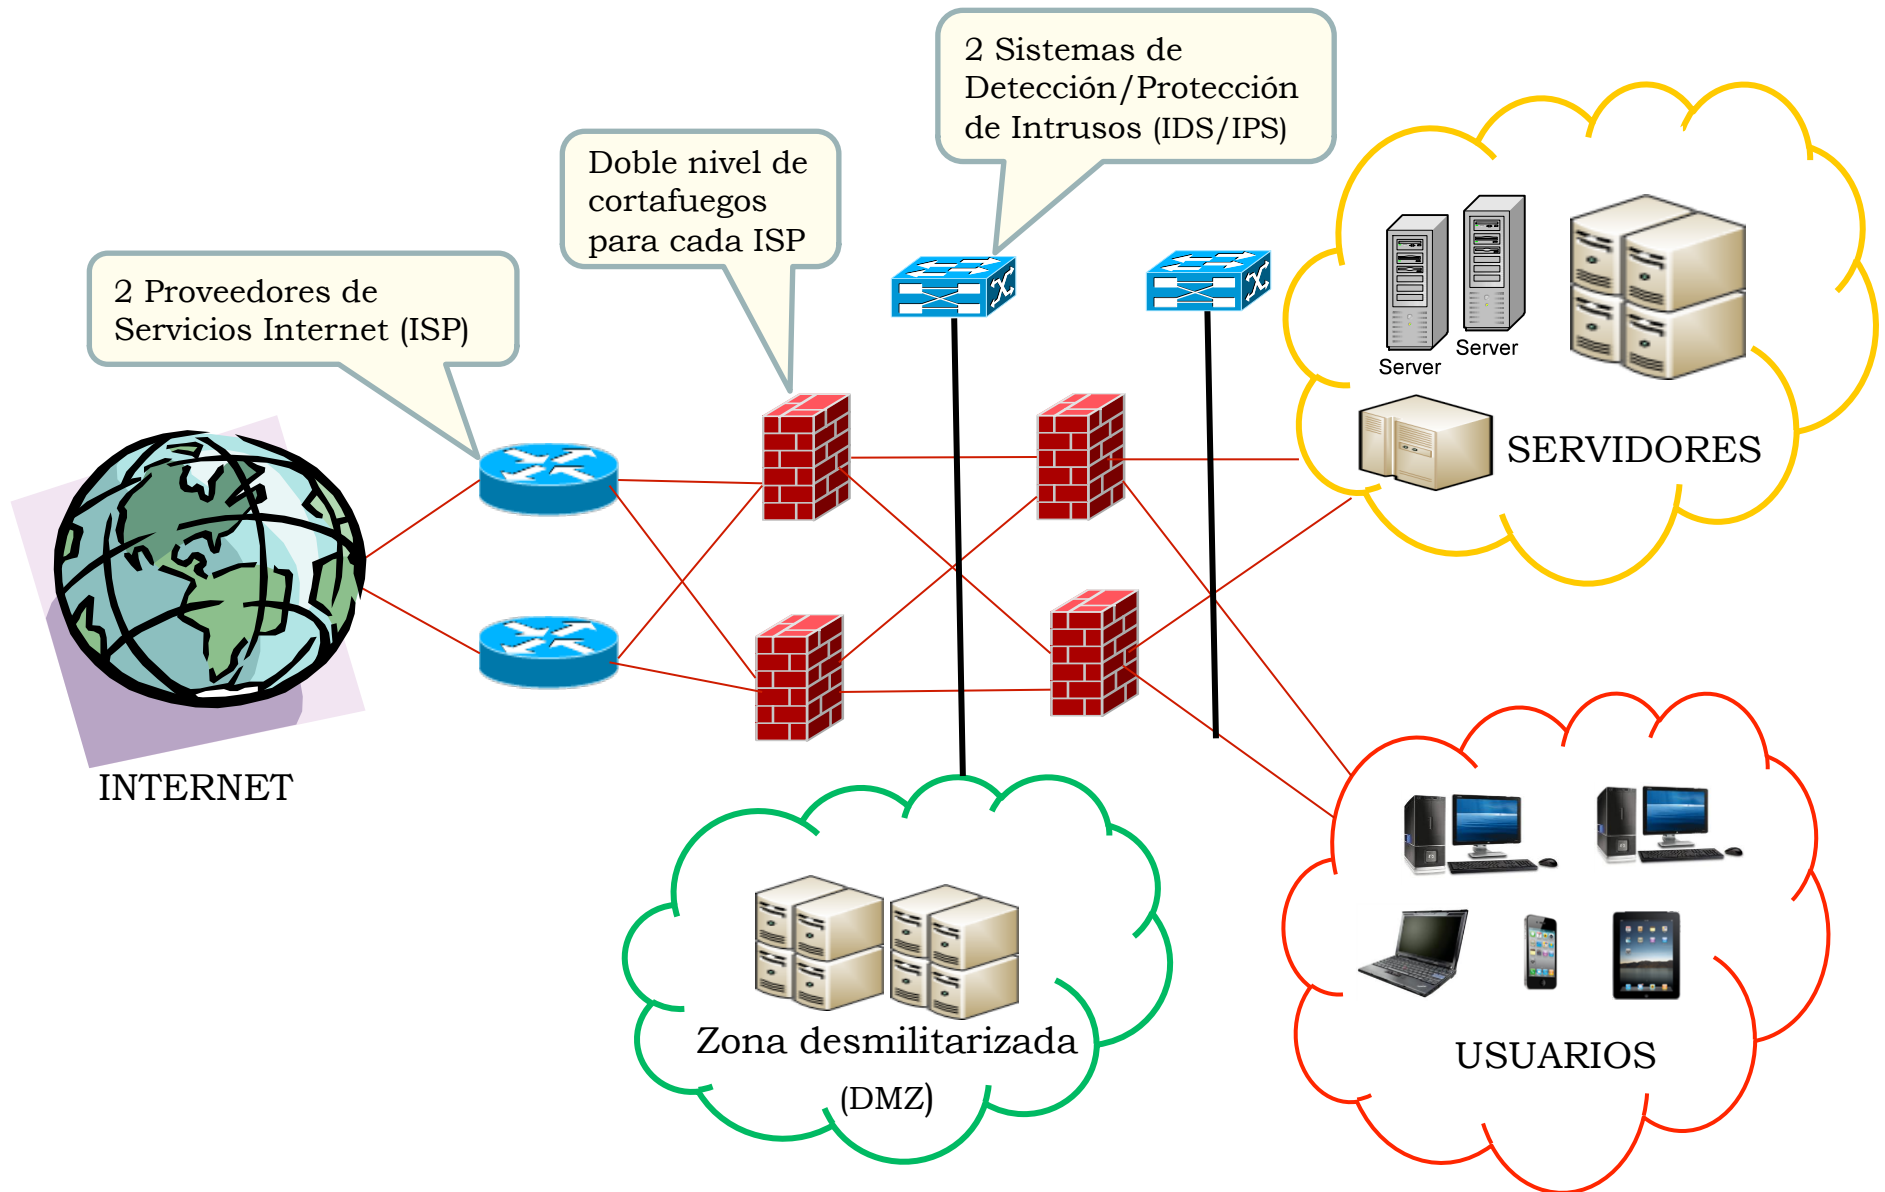 2 Sistemas de
Detección/Protección
de Intrusos (IDS/IPS)
Doble nivel de
cortafuegos
para cada ISP
2 Proveedores de
Servicios Internet (ISP)
Server
Server
SERVIDORES
INTERNET
Zona desmilitarizada
(DMZ)
USUARIOS